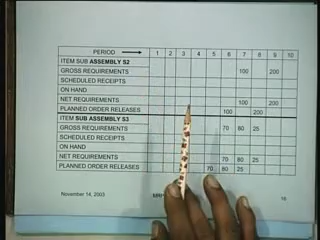 PERIOD 1 2 3 4 5 6 7 8 9 10
ITEM SUB ASSEMBLY S2
GROSS REQUIREMENTS 100 200
SCHEDULED RECEIPTS
ON HAND
NET REQUIREMENTS 100 200
PLANNED ORDER RELEASES 100 200
ITEM SUB ASSEMBLY S3
GROSS REQUIREMENTS 70 80 25
SCHEDULED RECEIPTS
ON HAND
NET REQUIREMENTS 70 80 25
PLANNED ORDER RELEASES 70 80 25
November 14, 2003 16